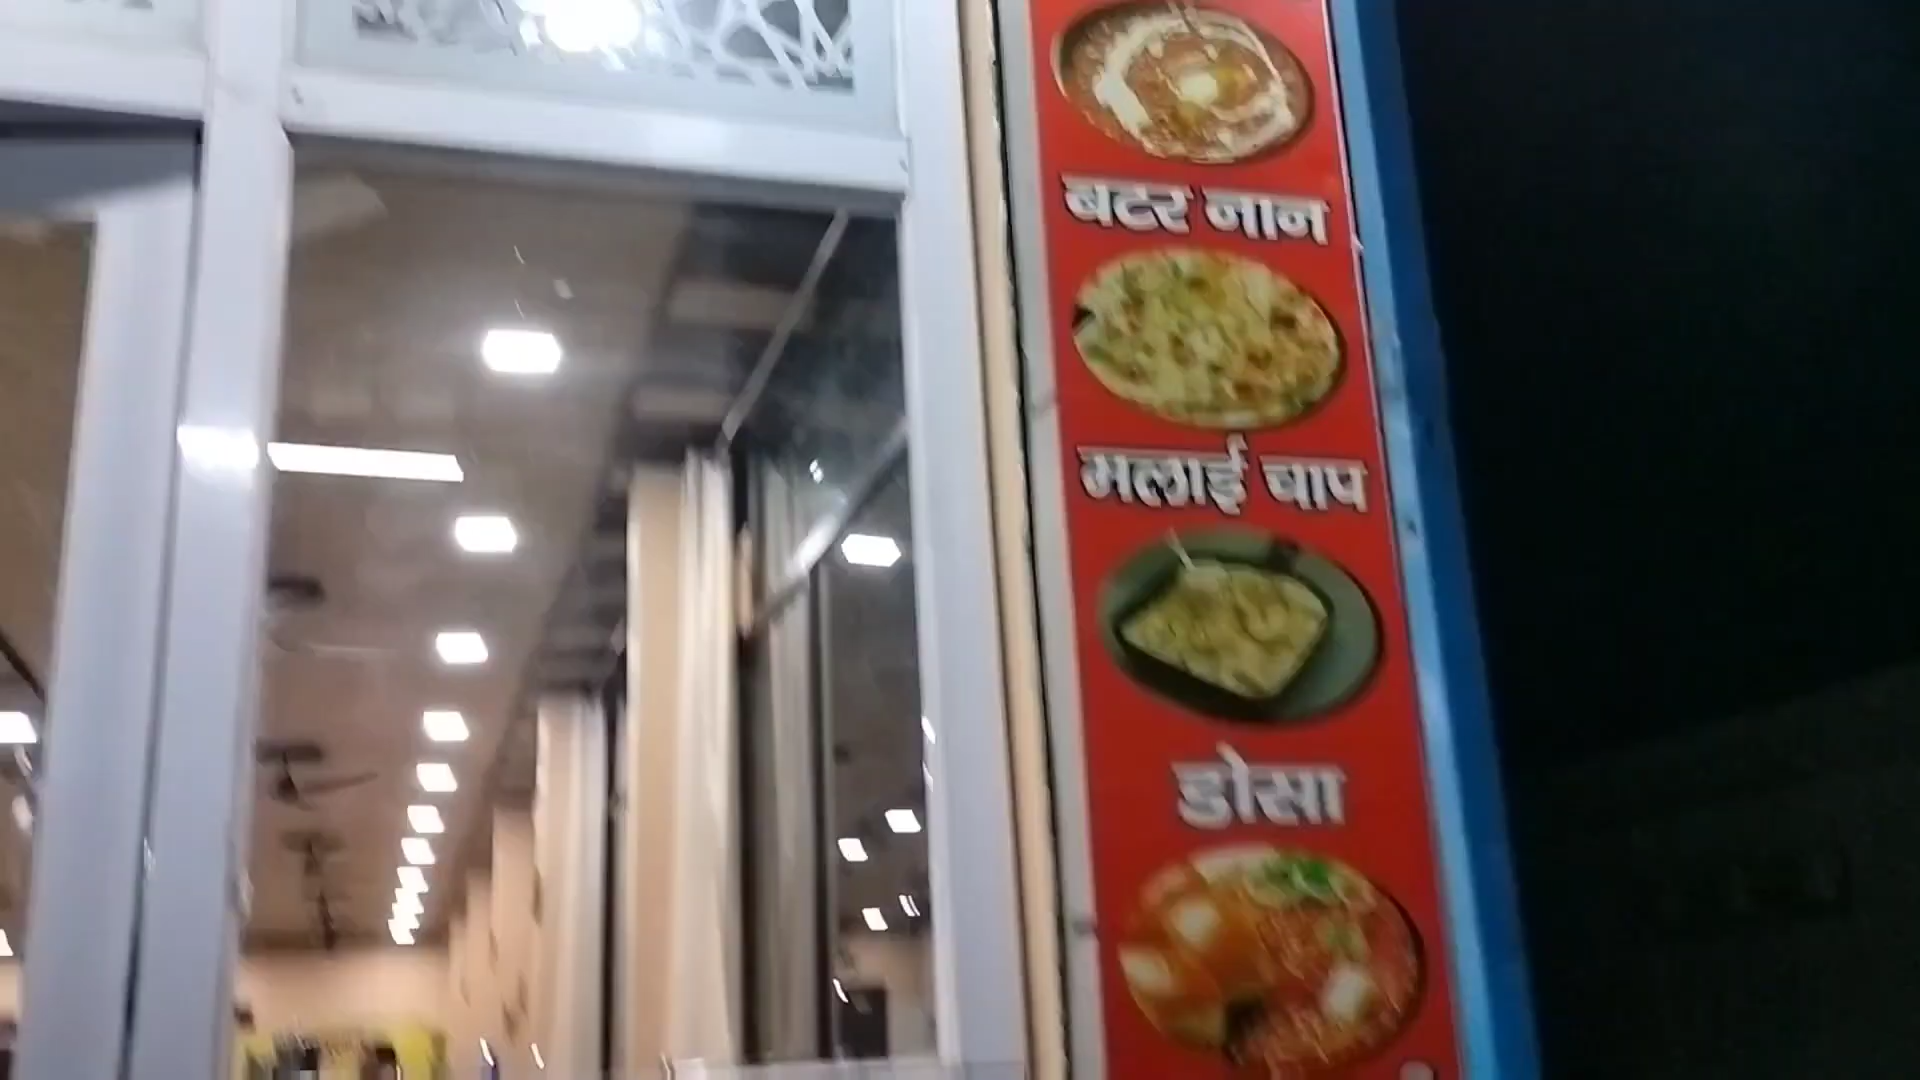 बटर नान
मलाई चाप
डोसा